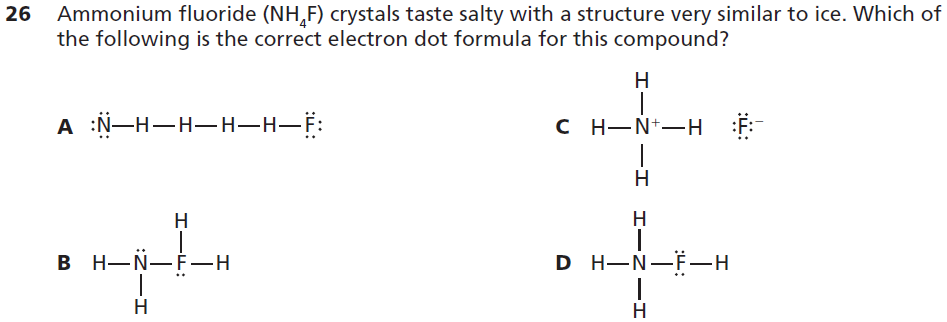 26 Ammonium fluoride (NH₄F) crystals taste salty with a structure very similar to ice. Which of
the following is the correct electron dot formula for this compound?
A :N̈—H—H—H—H—F̈:
B H—N̈—F—H
H
H
C H—N⁺—H :F̈:⁻
H
H
D H—N—F̈—H
H
H